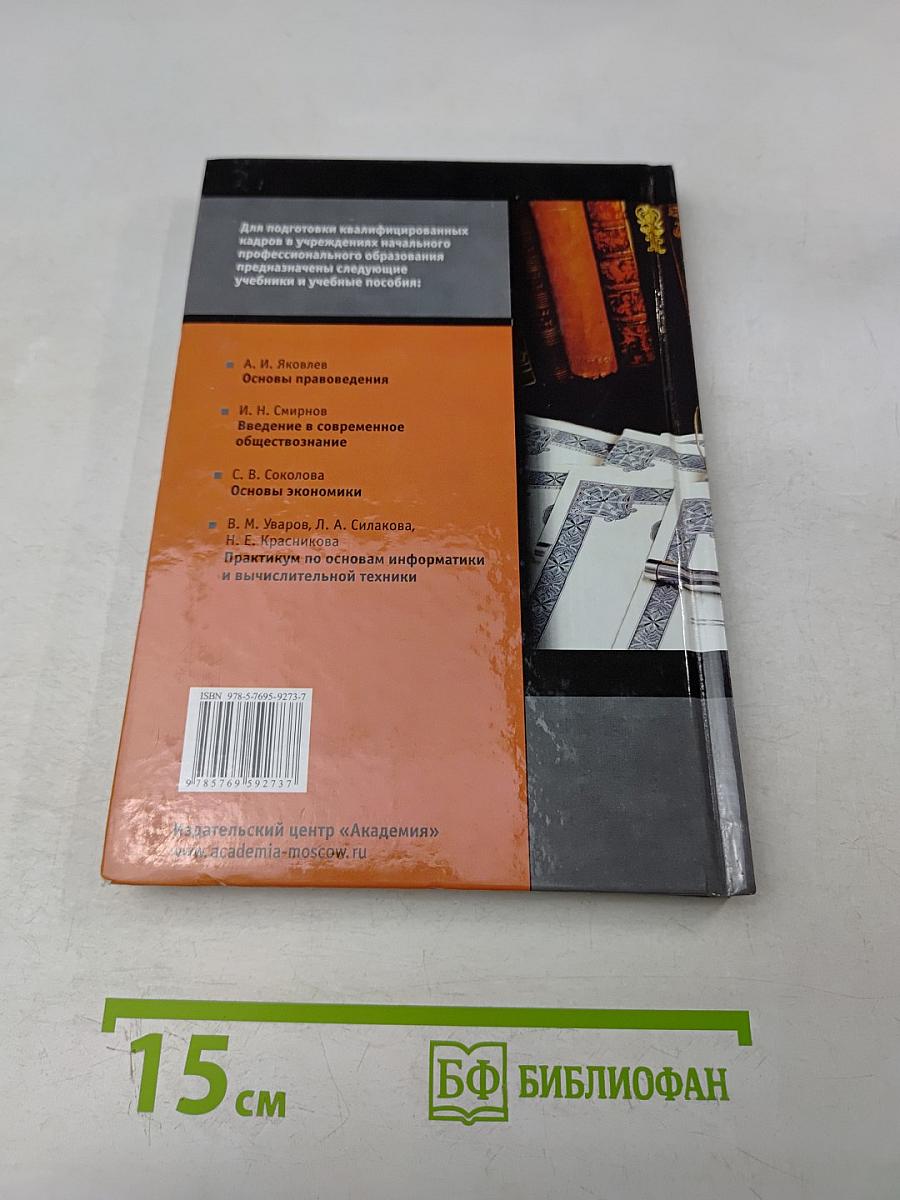 Для подготовки квалифицированных
кадров в учреждениях начального
профессионального образования
предназначены следующие
учебники и учебные пособия:
А. И. Яковлев
Основы правоведения
И. Н. Смирнов
Введение в современное
обществознание
С. В. Соколова
Основы экономики
В. М. Уваров, Л. А. Силакова,
Н. Е. Красникова
Практикум по основам информатики
и вычислительной техники
ISBN 978-5-7695-9273-7
9 785769 592737
Издательский центр «Академия»
www.academia-moscow.ru
15 см
БФ БИБЛИОФАН